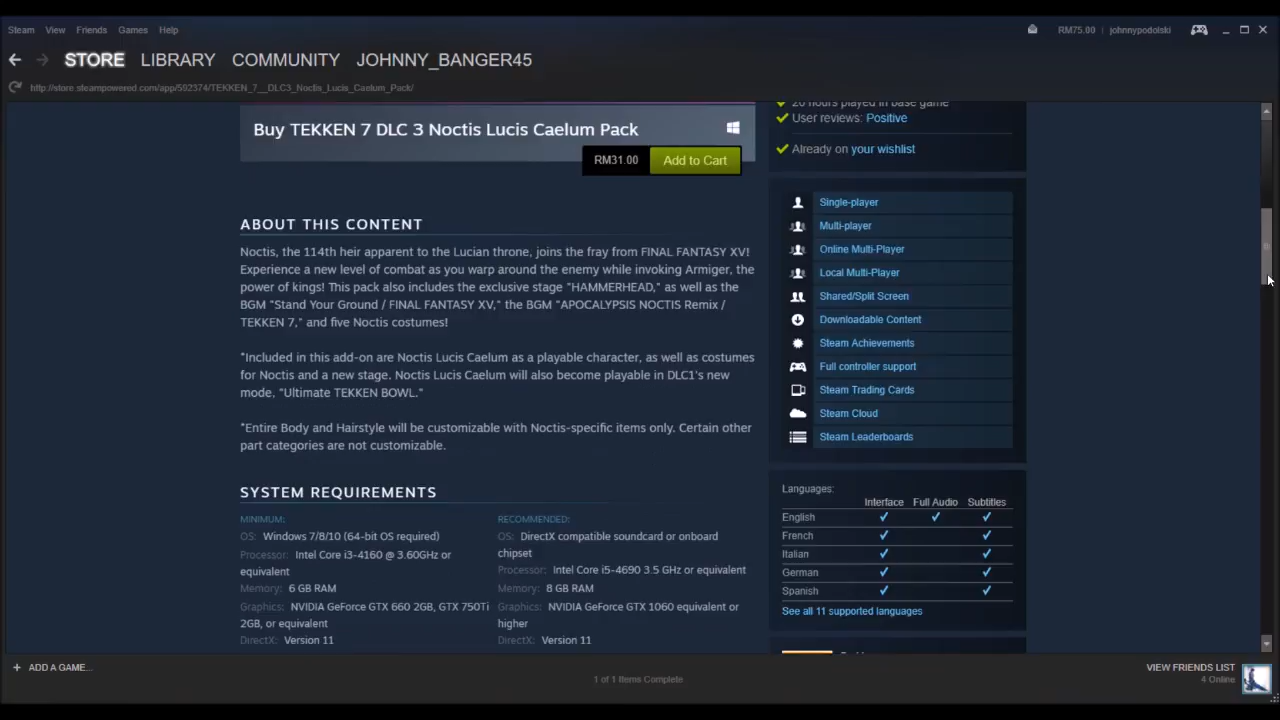 Steam View Friends Games Help
RM75.00 | johnnypodolski
STORE LIBRARY COMMUNITY JOHNNY_BANGER45
http://store.steampowered.com/app/592374/TEKKEN_7__DLC3_Noctis_Lucis_Caelum_Pack/
Buy TEKKEN 7 DLC 3 Noctis Lucis Caelum Pack
RM31.00 Add to Cart
ABOUT THIS CONTENT
Noctis, the 114th heir apparent to the Lucian throne, joins the fray from FINAL FANTASY XV!
Experience a new level of combat as you warp around the enemy while invoking Armiger, the
power of kings! This pack also includes the exclusive stage "HAMMERHEAD," as well as the
BGM "Stand Your Ground / FINAL FANTASY XV," the BGM "APOCALYPSIS NOCTIS Remix /
TEKKEN 7," and five Noctis costumes!
*Included in this add-on are Noctis Lucis Caelum as a playable character, as well as costumes
for Noctis and a new stage. Noctis Lucis Caelum will also become playable in DLC1's new
mode, "Ultimate TEKKEN BOWL."
*Entire Body and Hairstyle will be customizable with Noctis-specific items only. Certain other
part categories are not customizable.
SYSTEM REQUIREMENTS
MINIMUM:
OS: Windows 7/8/10 (64-bit OS required)
Processor: Intel Core i3-4160 @ 3.60GHz or
equivalent
Memory: 6 GB RAM
Graphics: NVIDIA GeForce GTX 660 2GB, GTX 750Ti
2GB, or equivalent
DirectX: Version 11
RECOMMENDED:
OS: DirectX compatible soundcard or onboard
chipset
Processor: Intel Core i5-4690 3.5 GHz or equivalent
Memory: 8 GB RAM
Graphics: NVIDIA GeForce GTX 1060 equivalent or
higher
DirectX: Version 11
20 hours played in base game
User reviews: Positive
Already on your wishlist
Single-player
Multi-player
Online Multi-Player
Local Multi-Player
Shared/Split Screen
Downloadable Content
Steam Achievements
Full controller support
Steam Trading Cards
Steam Cloud
Steam Leaderboards
Languages:
Interface Full Audio Subtitles
English
French
Italian
German
Spanish
See all 11 supported languages
+ ADD A GAME...
1 of 1 Items Complete
VIEW FRIENDS LIST
4 Online